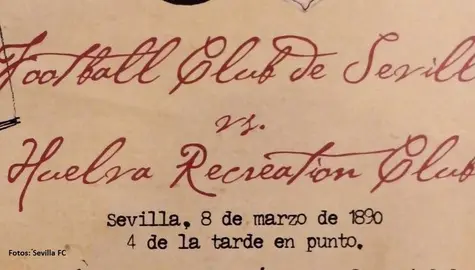 Football Club de Sevill
vs.
Huelva Recreation Club
Sevilla, 8 de marzo de 1890
4 de la tarde en punto.
Fotos: Sevilla FC